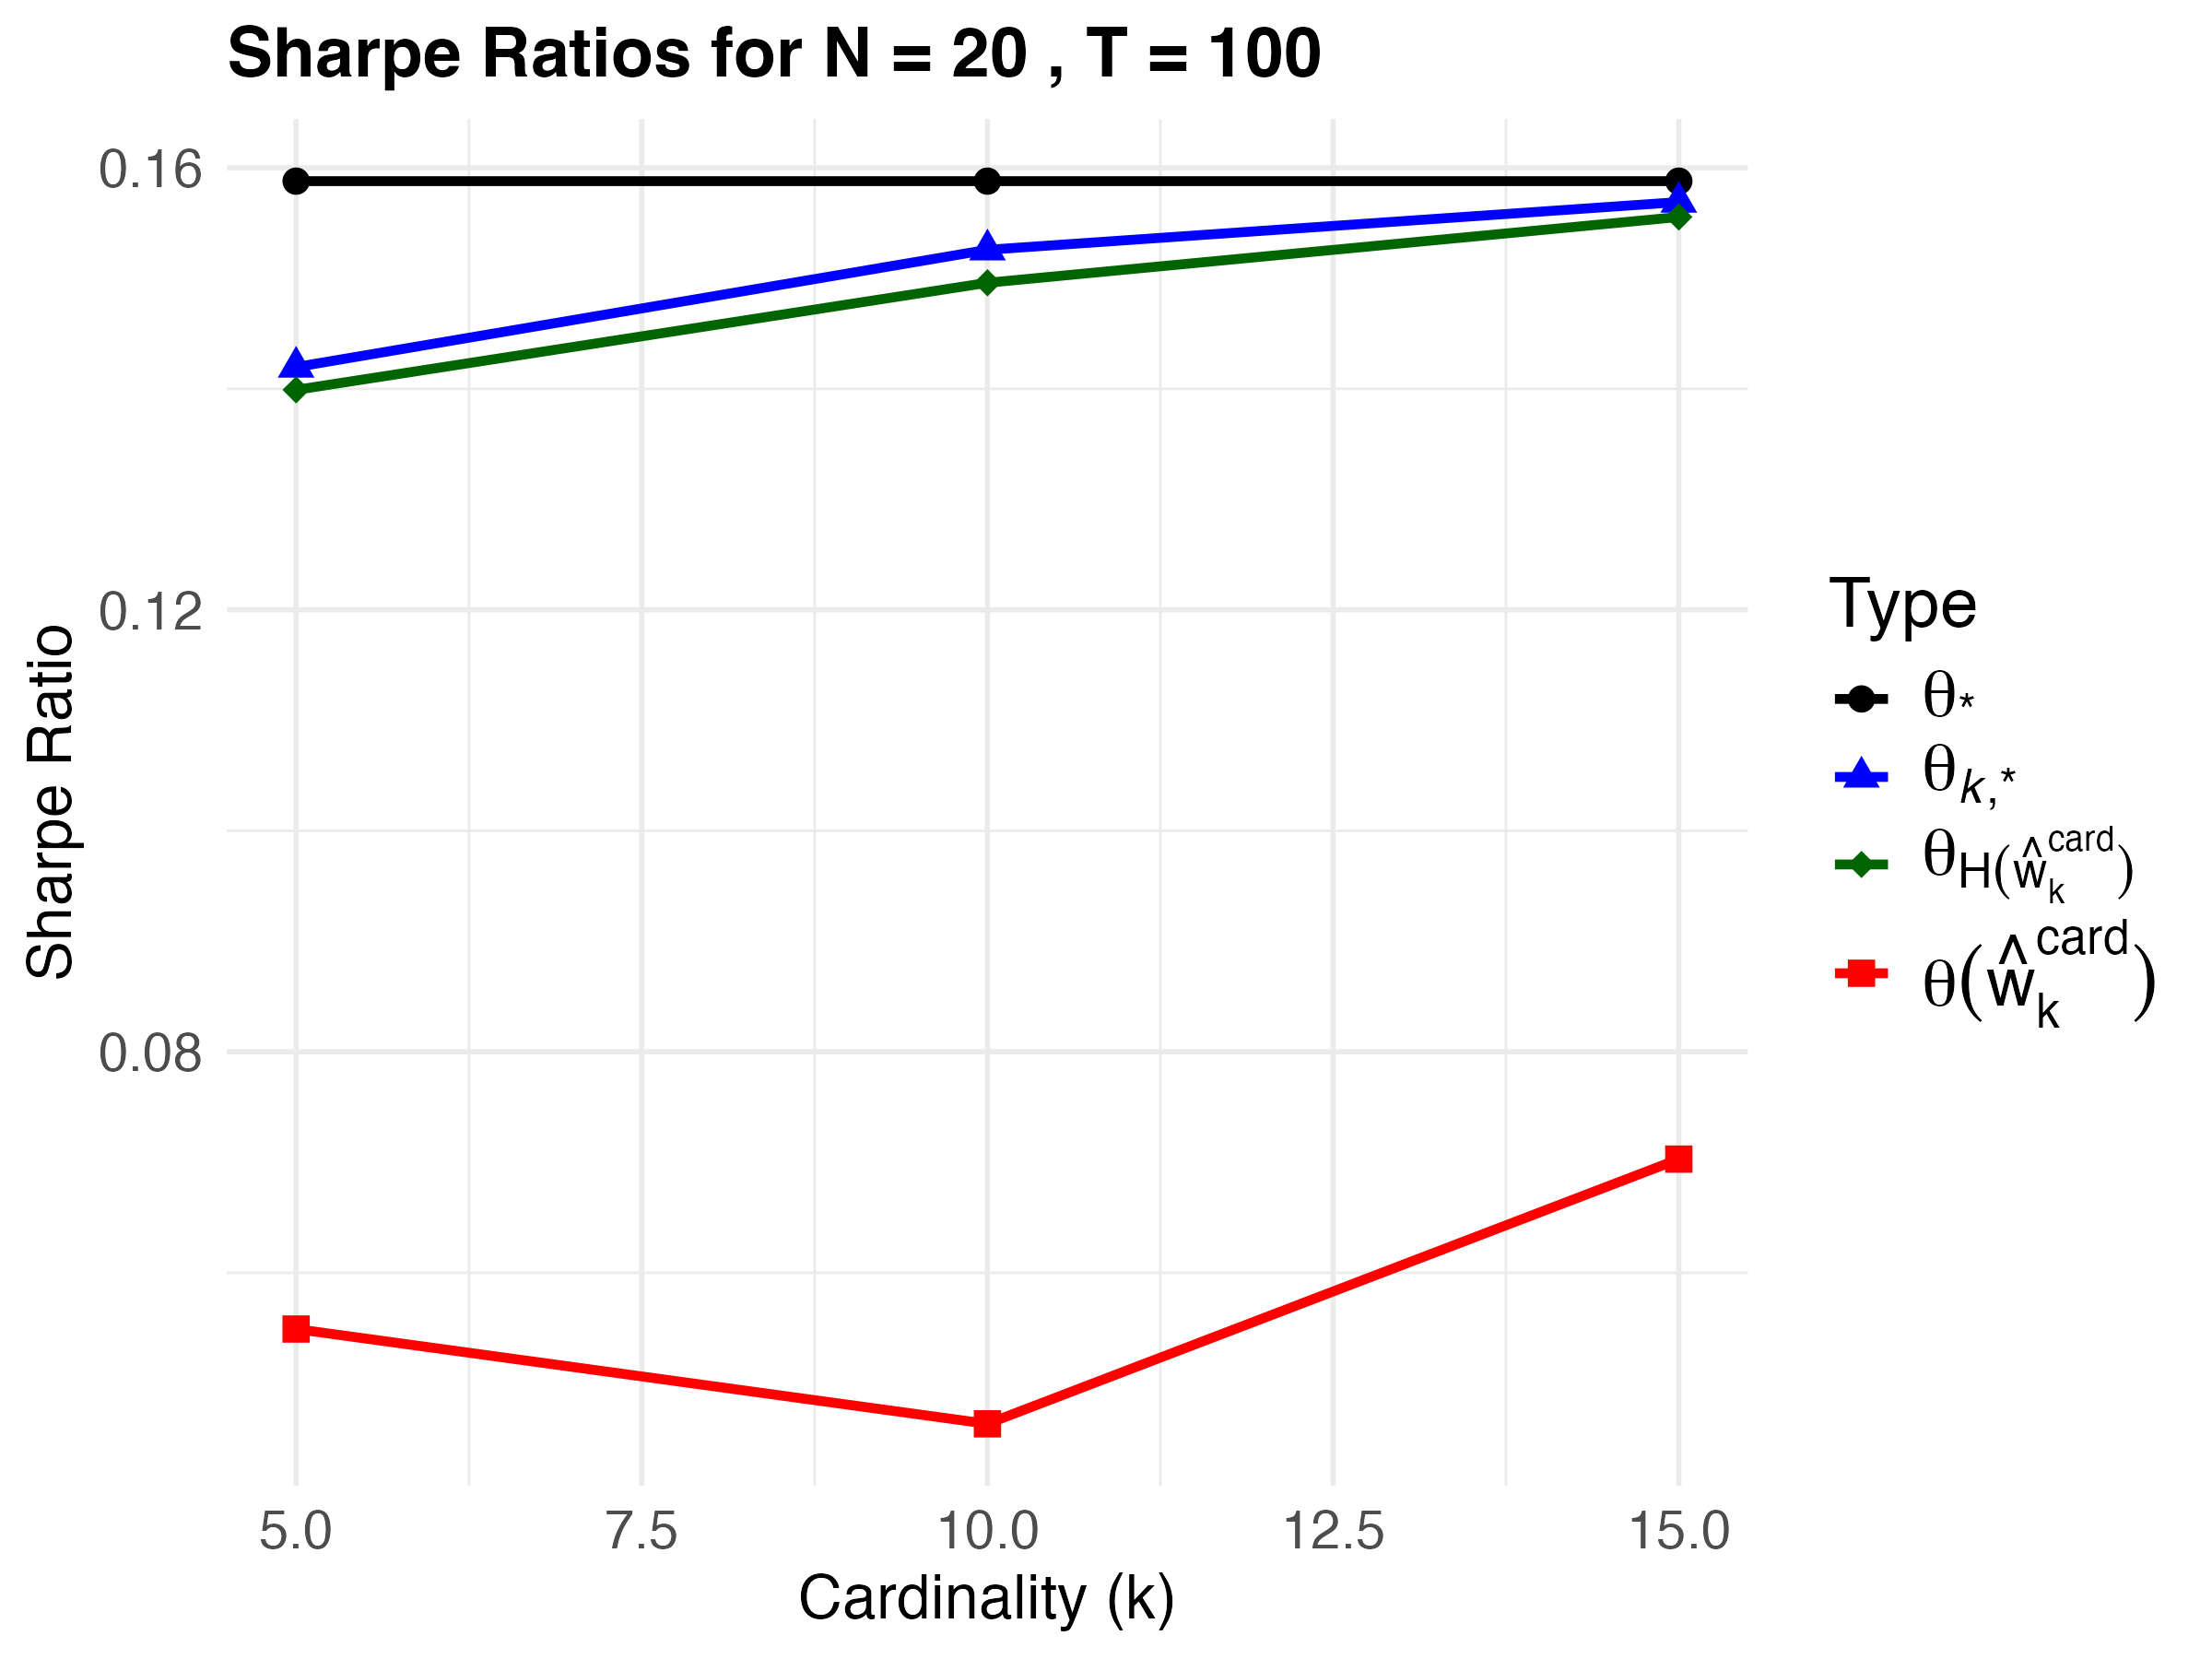 Sharpe Ratios for N = 20 , T = 100
0.16
0.12
0.08
Sharpe Ratio
5.0 7.5 10.0 12.5 15.0
Cardinality (k)
Type
θ*
θk,*
θH(ŵk^card)
θ(ŵk^card)